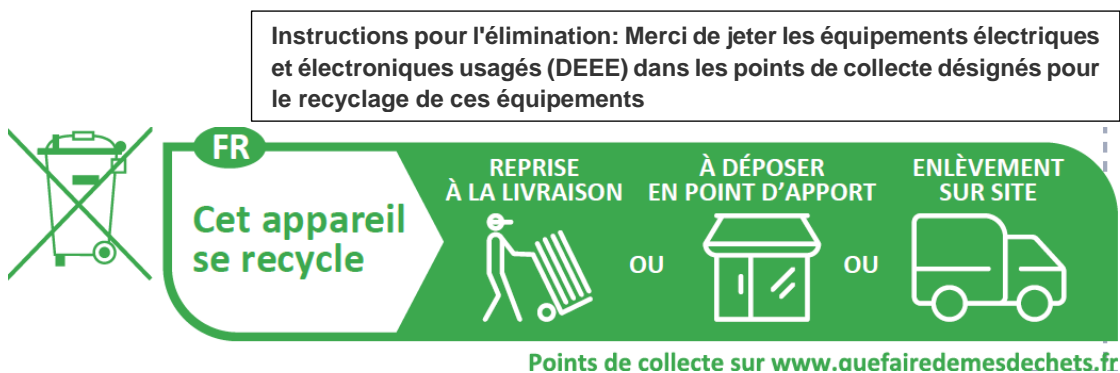 Instructions pour l'élimination: Merci de jeter les équipements électriques
et électroniques usagés (DEEE) dans les points de collecte désignés pour
le recyclage de ces équipements
FR
Cet appareil
se recycle
REPRISE
À LA LIVRAISON
OU
À DÉPOSER
EN POINT D'APPORT
OU
ENLÈVEMENT
SUR SITE
Points de collecte sur www.quefairedemesdechets.fr